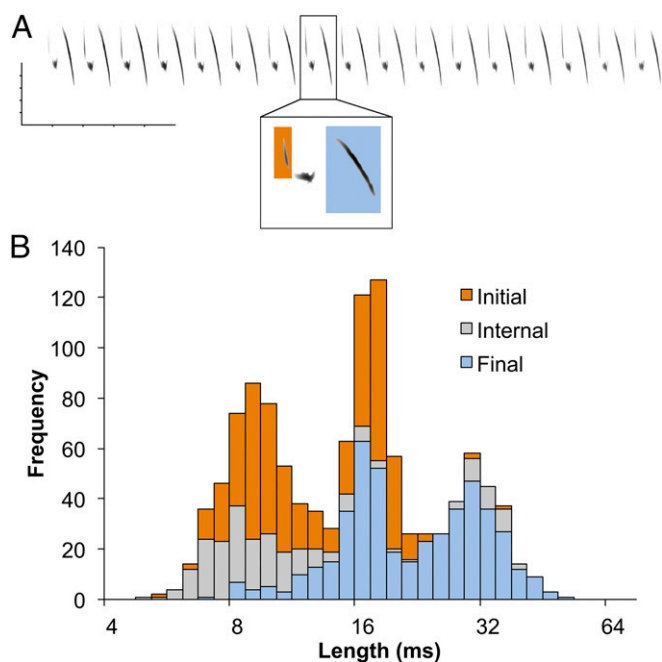 A
B
140
120
100
80
60
40
20
0
Frequency
Initial
Internal
Final
4 8 16 32 64
Length (ms)